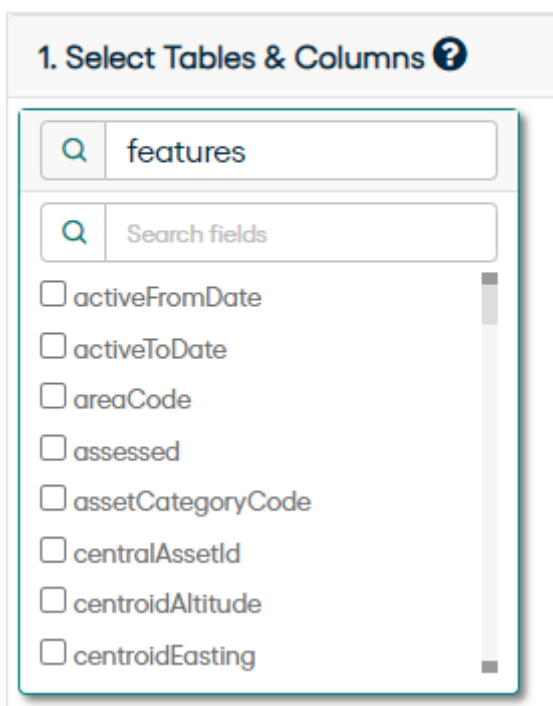 1. Select Tables & Columns ?
features
Search fields
activeFromDate
activeToDate
areaCode
assessed
assetCategoryCode
centralAssetId
centroidAltitude
centroidEasting